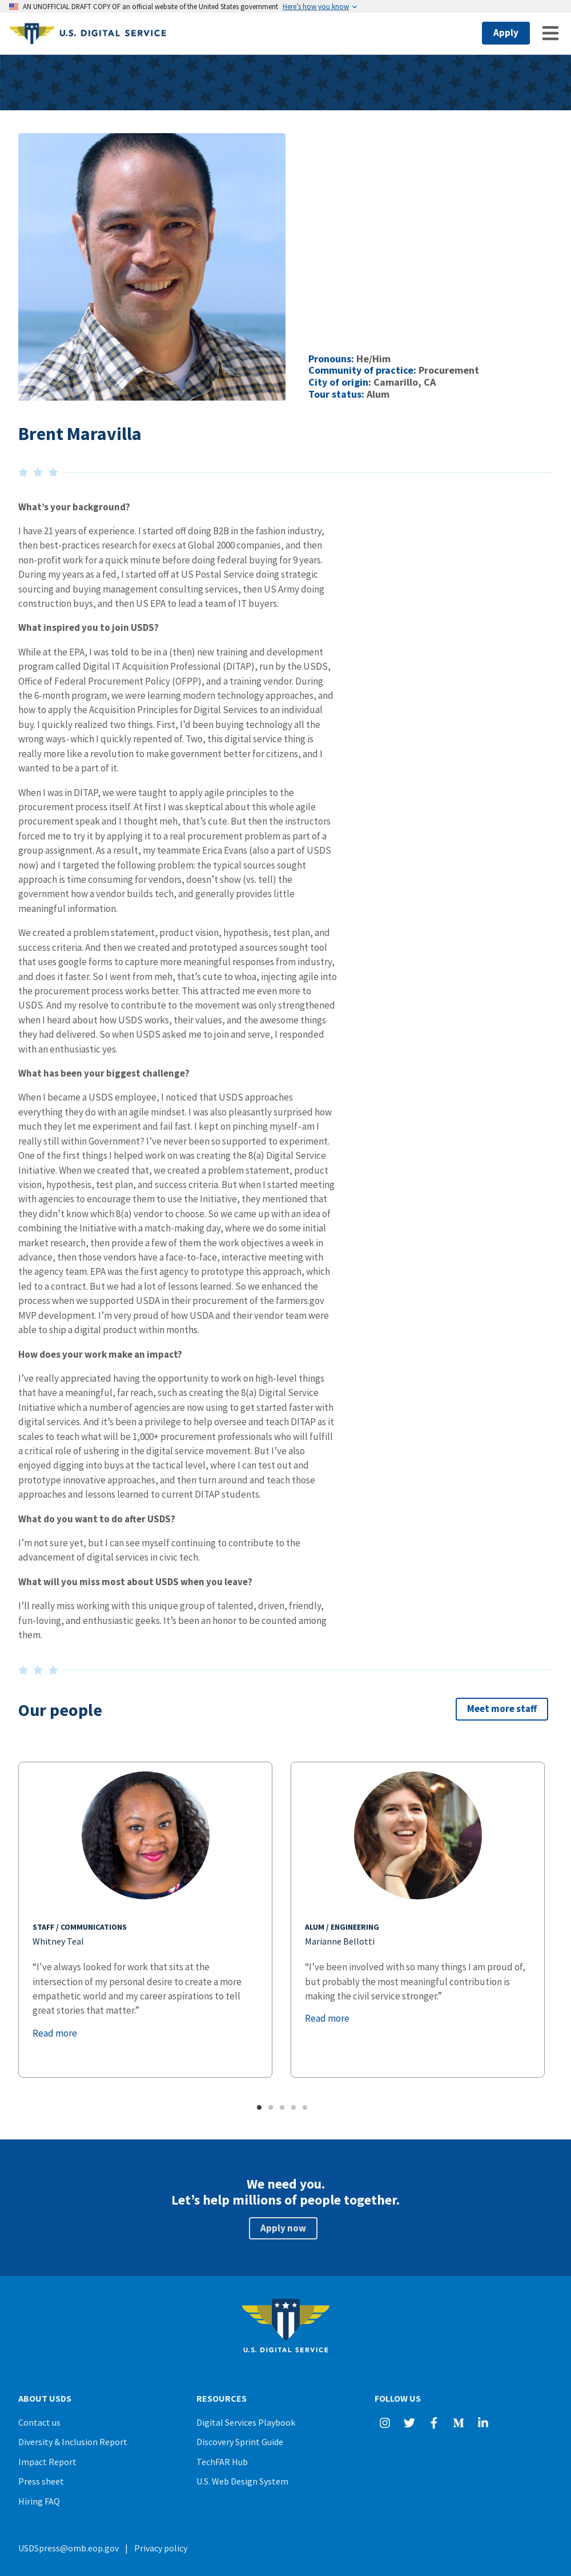 AN UNOFFICIAL DRAFT COPY OF an official website of the United States government Here's how you know
U.S. DIGITAL SERVICE
Apply
Pronouns: He/Him
Community of practice: Procurement
City of origin: Camarillo, CA
Tour status: Alum
Brent Maravilla
What's your background?
I have 21 years of experience. I started off doing B2B in the fashion industry,
then best-practices research for execs at Global 2000 companies, and then
non-profit work for a quick minute before doing federal buying for 9 years.
During my years as a fed, I started off at US Postal Service doing strategic
sourcing and buying management consulting services, then US Army doing
construction buys, and then US EPA to lead a team of IT buyers.
What inspired you to join USDS?
While at the EPA, I was told to be in a (then) new training and development
program called Digital IT Acquisition Professional (DITAP), run by the USDS,
Office of Federal Procurement Policy (OFPP), and a training vendor. During
the 6-month program, we were learning modern technology approaches, and
how to apply the Acquisition Principles for Digital Services to an individual
buy. I quickly realized two things. First, I'd been buying technology all the
wrong ways - which I quickly repented of. Two, this digital service thing is
really more like a revolution to make government better for citizens, and I
wanted to be a part of it.
When I was in DITAP, we were taught to apply agile principles to the
procurement process itself. At first I was skeptical about this whole agile
procurement speak and I thought meh, that's cute. But then the instructors
forced me to try it by applying it to a real procurement problem as part of a
group assignment. As a result, my teammate Erica Evans (also a part of USDS
now) and I targeted the following problem: the typical sources sought
approach is time consuming for vendors, doesn't show (vs. tell) the
government how a vendor builds tech, and generally provides little
meaningful information.
We created a problem statement, product vision, hypothesis, test plan, and
success criteria. And then we created and prototyped a sources sought tool
that uses google forms to capture more meaningful responses from industry,
and does it faster. So I went from meh, that's cute to whoa, injecting agile into
the procurement process works better. This attracted me even more to
USDS. And my resolve to contribute to the movement was only strengthened
when I heard about how USDS works, their values, and the awesome things
they had delivered. So when USDS asked me to join and serve, I responded
with an enthusiastic yes.
What has been your biggest challenge?
When I became a USDS employee, I noticed that USDS approaches
everything they do with an agile mindset. I was also pleasantly surprised how
much they let me experiment and fail fast. I kept on pinching myself - am I
really still within Government? I've never been so supported to experiment.
One of the first things I helped work on was creating the 8(a) Digital Service
Initiative. When we created that, we created a problem statement, product
vision, hypothesis, test plan, and success criteria. But when I started meeting
with agencies to encourage them to use the Initiative, they mentioned that
they didn't know which 8(a) vendor to choose. So we came up with an idea of
combining the Initiative with a match-making day, where we do some initial
market research, then provide a few of them the work objectives a week in
advance, then those vendors have a face-to-face, interactive meeting with
the agency team. EPA was the first agency to prototype this approach, which
led to a contract. But we had a lot of lessons learned. So we enhanced the
process when we supported USDA in their procurement of the farmers.gov
MVP development. I'm very proud of how USDA and their vendor team were
able to ship a digital product within months.
How does your work make an impact?
I've really appreciated having the opportunity to work on high-level things
that have a meaningful, far reach, such as creating the 8(a) Digital Service
Initiative which a number of agencies are now using to get started faster with
digital services. And it's been a privilege to help oversee and teach DITAP as it
scales to teach what will be 1,000+ procurement professionals who will fulfill
a critical role of ushering in the digital service movement. But I've also
enjoyed digging into buys at the tactical level, where I can test out and
prototype innovative approaches, and then turn around and teach those
approaches and lessons learned to current DITAP students.
What do you want to do after USDS?
I'm not sure yet, but I can see myself continuing to contribute to the
advancement of digital services in civic tech.
What will you miss most about USDS when you leave?
I'll really miss working with this unique group of talented, driven, friendly,
fun-loving, and enthusiastic geeks. It's been an honor to be counted among
them.
Our people
Meet more staff
STAFF / COMMUNICATIONS
Whitney Teal
“I've always looked for work that sits at the
intersection of my personal desire to create a more
empathetic world and my career aspirations to tell
great stories that matter.”
Read more
ALUM / ENGINEERING
Marianne Bellotti
“I've been involved with so many things I am proud of,
but probably the most meaningful contribution is
making the civil service stronger.”
Read more
We need you.
Let's help millions of people together.
Apply now
U.S. DIGITAL SERVICE
ABOUT USDS
Contact us
Diversity & Inclusion Report
Impact Report
Press sheet
Hiring FAQ
RESOURCES
Digital Services Playbook
Discovery Sprint Guide
TechFAR Hub
U.S. Web Design System
FOLLOW US
USDSpress@omb.eop.gov | Privacy policy